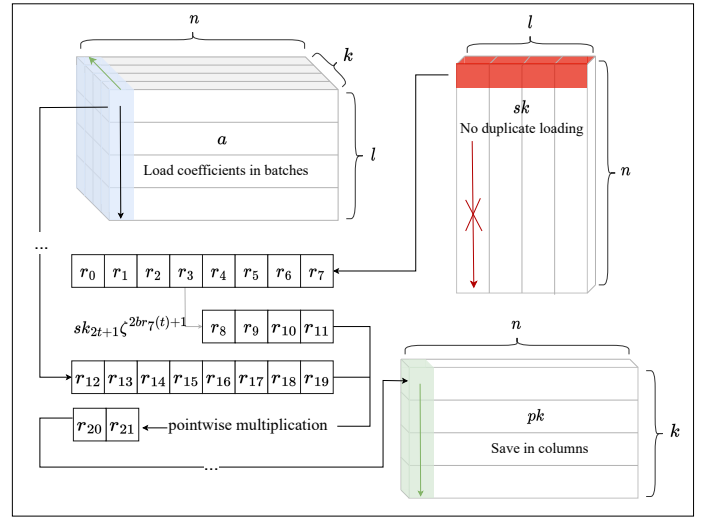 n
k
l
a
Load coefficients in batches
l
sk
No duplicate loading
n
...
r₀ r₁ r₂ r₃ r₄ r₅ r₆ r₇
sk₂ₜ₊₁ζ^{2br₇(t)+1}
r₈ r₉ r₁₀ r₁₁
r₁₂ r₁₃ r₁₄ r₁₅ r₁₆ r₁₇ r₁₈ r₁₉
r₂₀ r₂₁
pointwise multiplication
...
n
pk
Save in columns
k